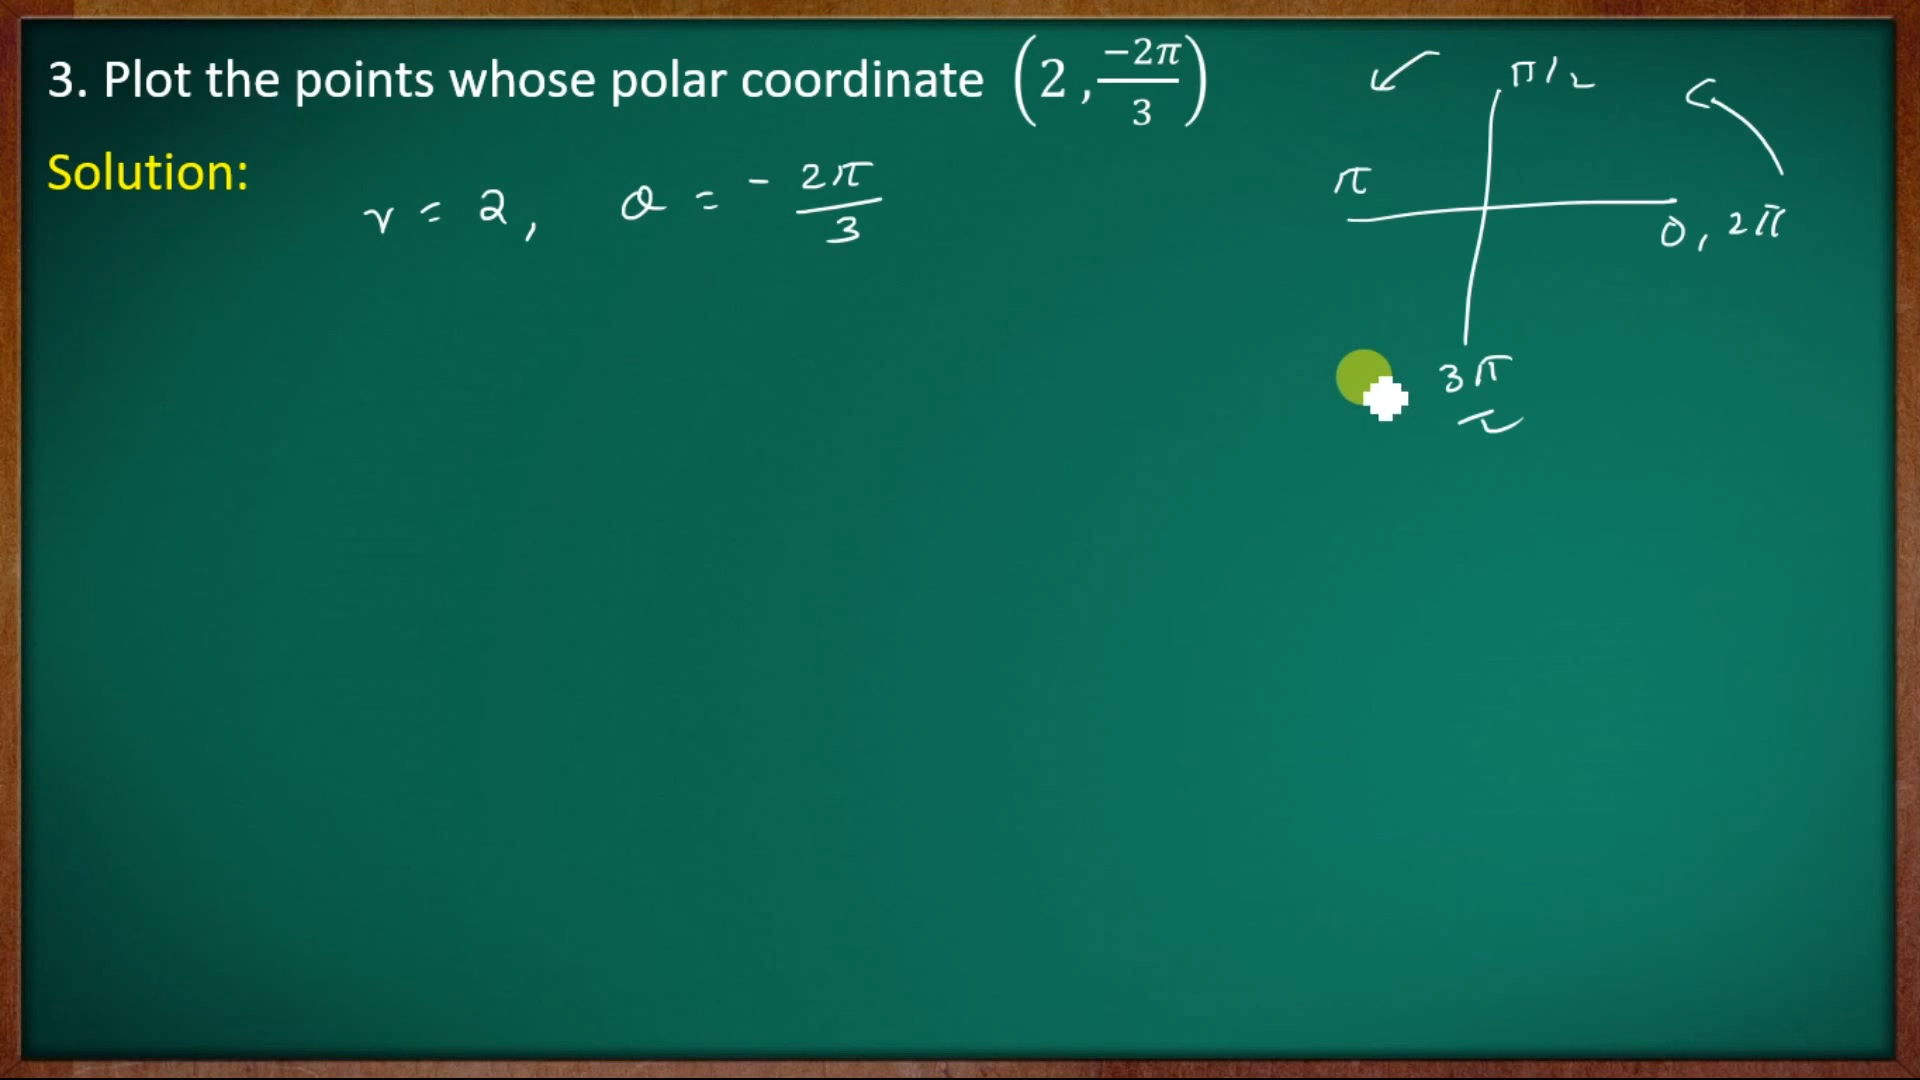 3. Plot the points whose polar coordinate (2, -2π/3)
Solution:
r = 2, θ = - 2π/3
π/2
π
0, 2π
3π/2